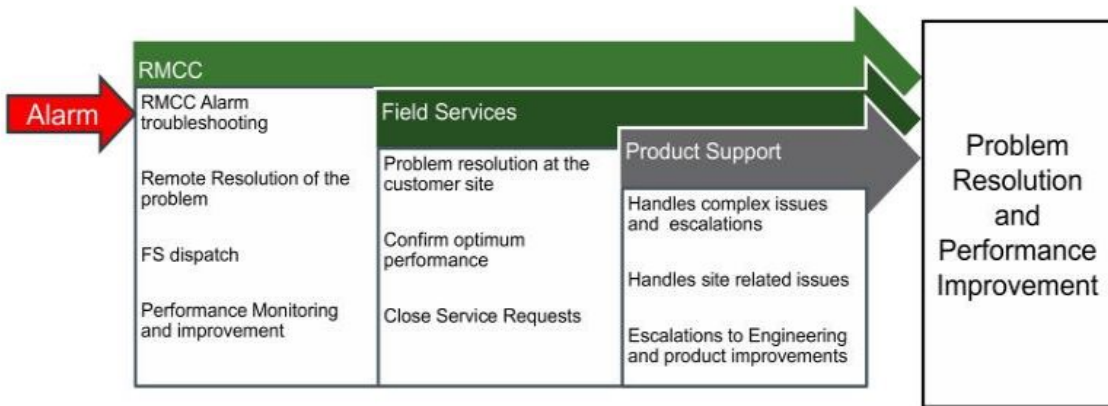 Alarm
RMCC
RMCC Alarm
troubleshooting
Remote Resolution of the
problem
FS dispatch
Performance Monitoring
and improvement
Field Services
Problem resolution at the
customer site
Confirm optimum
performance
Close Service Requests
Product Support
Handles complex issues
and escalations
Handles site related issues
Escalations to Engineering
and product improvements
Problem
Resolution
and
Performance
Improvement